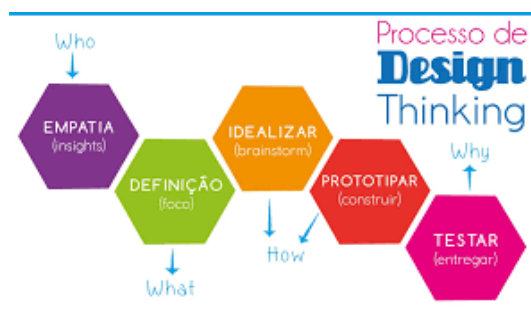 Processo de
Design
Thinking
Who
EMPATIA
(insights)
DEFINIÇÃO
(foco)
What
IDEALIZAR
(brainstorm)
How
PROTOTIPAR
(construir)
Why
TESTAR
(entregar)